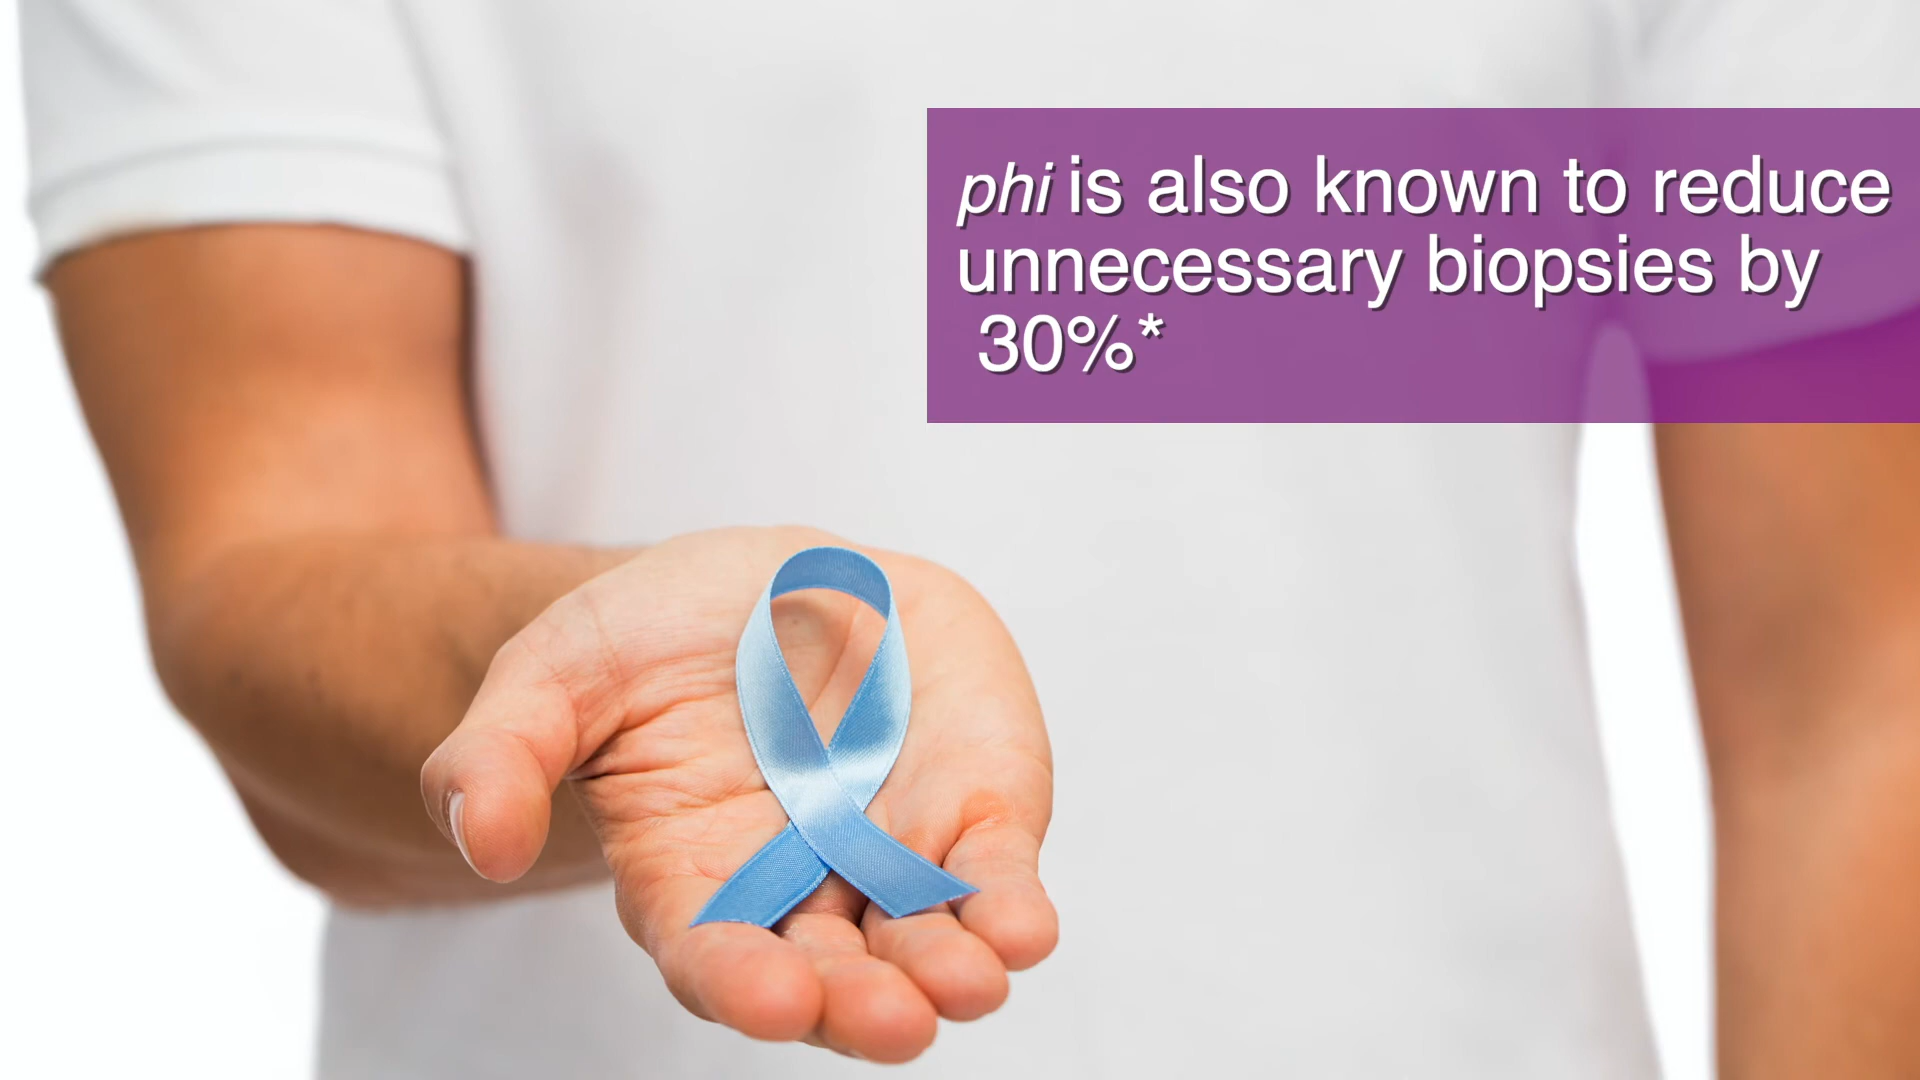 phi is also known to reduce
unnecessary biopsies by
30%*